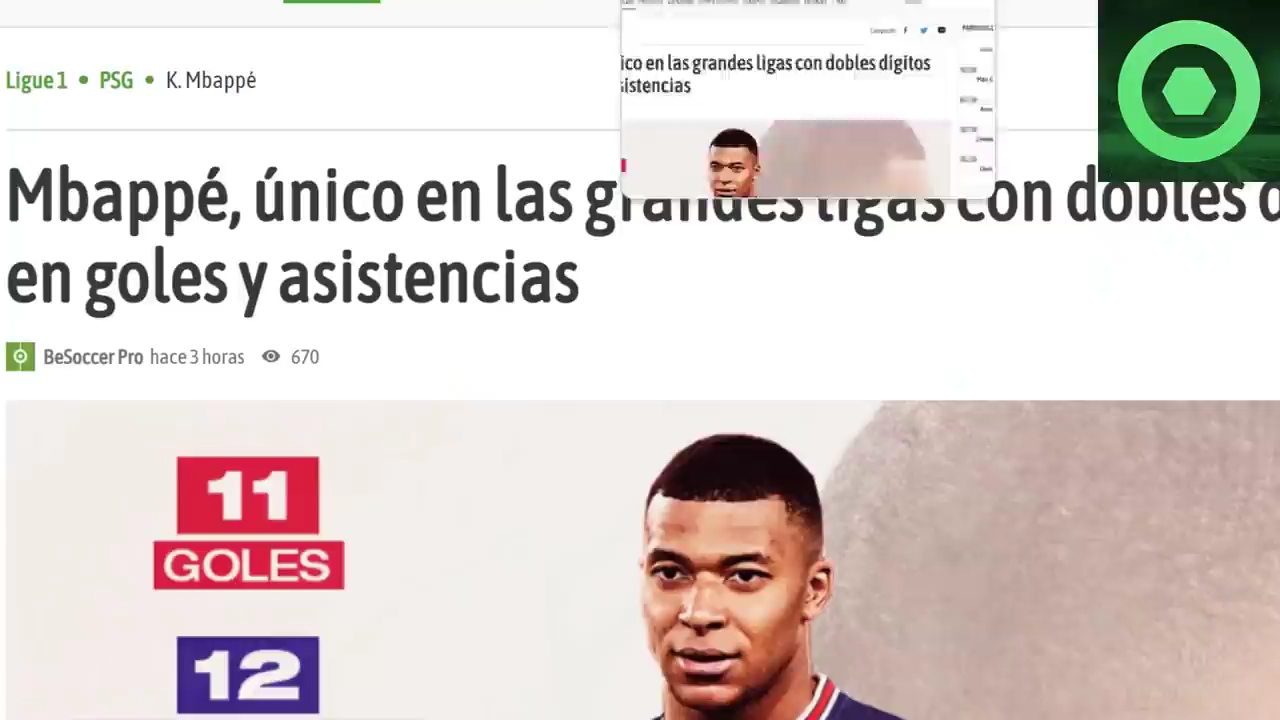 Compartir
ico en las grandes ligas con dobles dígitos
sistencias
Ligue 1 • PSG • K. Mbappé
Mbappé, único en las grandes ligas con dobles d
en goles y asistencias
BeSoccer Pro hace 3 horas 670
11
GOLES
12